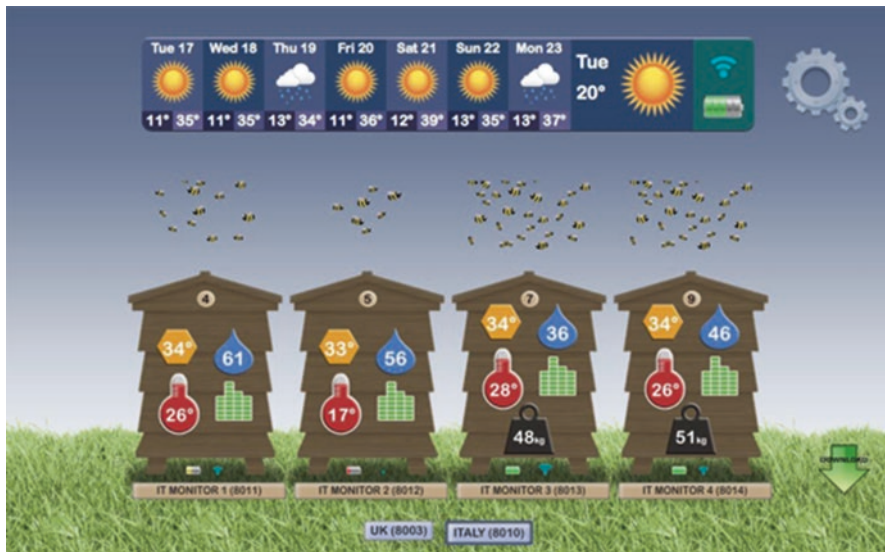 Tue 17 Wed 18 Thu 19 Fri 20 Sat 21 Sun 22 Mon 23
11° 35° 11° 35° 13° 34° 11° 36° 12° 39° 13° 35° 13° 37°
Tue
20°
4
34° 61
26°
IT MONITOR 1 (8011)
5
33° 56
17°
IT MONITOR 2 (8012)
7
34° 36
28°
48kg
IT MONITOR 3 (8013)
9
34° 46
26°
51kg
IT MONITOR 4 (8014)
DOWNLOAD
UK (8003) ITALY (8010)